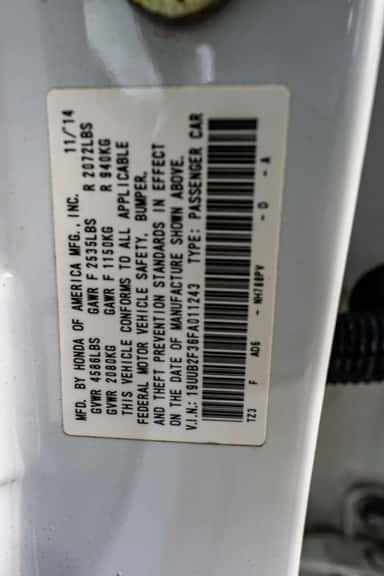 MFD. BY HONDA OF AMERICA MFG., INC. 11/'14
GVWR 4586LBS GAWR F 2535LBS R 2072LBS
GVWR 2080KG GAWR F 1150KG R 940KG
THIS VEHICLE CONFORMS TO ALL APPLICABLE
FEDERAL MOTOR VEHICLE SAFETY, BUMPER,
AND THEFT PREVENTION STANDARDS IN EFFECT
ON THE DATE OF MANUFACTURE SHOWN ABOVE.
V.I.N.: 19UUB2F36FA011243 TYPE: PASSENGER CAR
TZ3 F AO6 - NH788PV - D - A